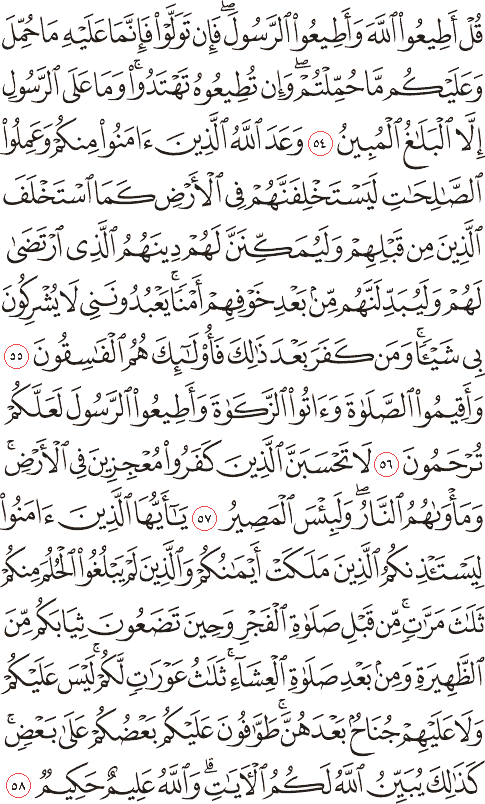 قُلْ أَطِيعُوا۟ ٱللَّهَ وَأَطِيعُوا۟ ٱلرَّسُولَ ۖ فَإِن تَوَلَّوْا۟ فَإِنَّمَا عَلَيْهِ مَا حُمِّلَ
وَعَلَيْكُم مَّا حُمِّلْتُمْ ۖ وَإِن تُطِيعُوهُ تَهْتَدُوا۟ ۚ وَمَا عَلَى ٱلرَّسُولِ
إِلَّا ٱلْبَلَٰغُ ٱلْمُبِينُ ٥٤ وَعَدَ ٱللَّهُ ٱلَّذِينَ ءَامَنُوا۟ مِنكُمْ وَعَمِلُوا۟
ٱلصَّٰلِحَٰتِ لَيَسْتَخْلِفَنَّهُمْ فِى ٱلْأَرْضِ كَمَا ٱسْتَخْلَفَ
ٱلَّذِينَ مِن قَبْلِهِمْ وَلَيُمَكِّنَنَّ لَهُمْ دِينَهُمُ ٱلَّذِى ٱرْتَضَىٰ
لَهُمْ وَلَيُبَدِّلَنَّهُم مِّنۢ بَعْدِ خَوْفِهِمْ أَمْنًا ۚ يَعْبُدُونَنِى لَا يُشْرِكُونَ
بِى شَيْـًٔا ۚ وَمَن كَفَرَ بَعْدَ ذَٰلِكَ فَأُو۟لَٰٓئِكَ هُمُ ٱلْفَٰسِقُونَ ٥٥
وَأَقِيمُوا۟ ٱلصَّلَوٰةَ وَءَاتُوا۟ ٱلزَّكَوٰةَ وَأَطِيعُوا۟ ٱلرَّسُولَ لَعَلَّكُمْ
تُرْحَمُونَ ٥٦ لَا تَحْسَبَنَّ ٱلَّذِينَ كَفَرُوا۟ مُعْجِزِينَ فِى ٱلْأَرْضِ ۚ
وَمَأْوَىٰهُمُ ٱلنَّارُ ۖ وَلَبِئْسَ ٱلْمَصِيرُ ٥٧ يَٰٓأَيُّهَا ٱلَّذِينَ ءَامَنُوا۟
لِيَسْتَـْٔذِنكُمُ ٱلَّذِينَ مَلَكَتْ أَيْمَٰنُكُمْ وَٱلَّذِينَ لَمْ يَبْلُغُوا۟ ٱلْحُلُمَ مِنكُمْ
ثَلَٰثَ مَرَّٰتٍ ۚ مِّن قَبْلِ صَلَوٰةِ ٱلْفَجْرِ وَحِينَ تَضَعُونَ ثِيَابَكُم مِّنَ
ٱلظَّهِيرَةِ وَمِنۢ بَعْدِ صَلَوٰةِ ٱلْعِشَآءِ ۚ ثَلَٰثُ عَوْرَٰتٍ لَّكُمْ ۚ لَيْسَ عَلَيْكُمْ
وَلَا عَلَيْهِمْ جُنَاحٌۢ بَعْدَهُنَّ ۚ طَوَّٰفُونَ عَلَيْكُم بَعْضُكُمْ عَلَىٰ بَعْضٍ ۚ
كَذَٰلِكَ يُبَيِّنُ ٱللَّهُ لَكُمُ ٱلْءَايَٰتِ ۗ وَٱللَّهُ عَلِيمٌ حَكِيمٌ ٥٨